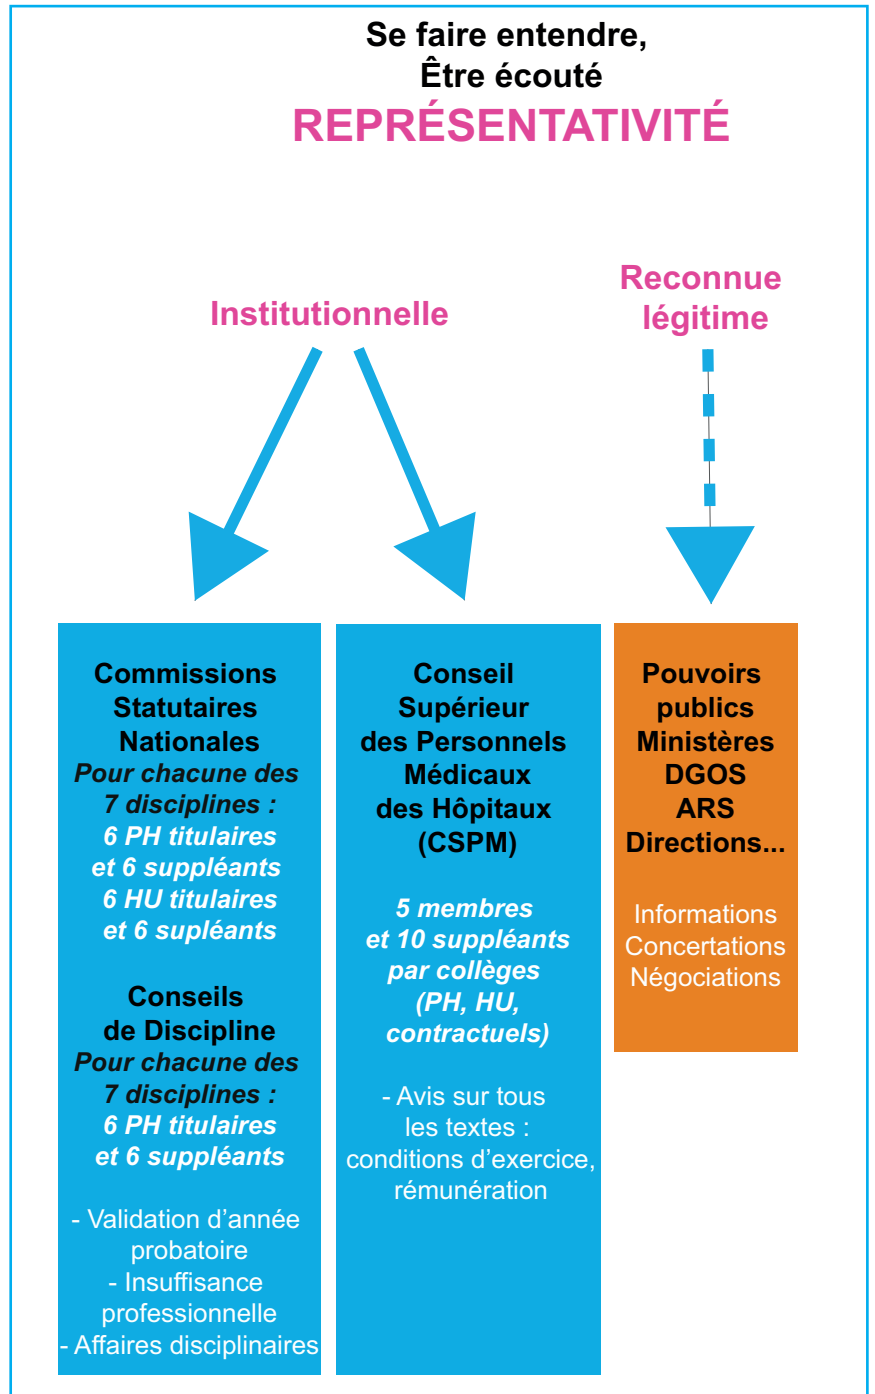 Se faire entendre,
Être écouté
REPRÉSENTATIVITÉ
Institutionnelle
Reconnue
légitime
Commissions
Statutaires
Nationales
Pour chacune des
7 disciplines :
6 PH titulaires
et 6 suppléants
6 HU titulaires
et 6 supléants
Conseils
de Discipline
Pour chacune des
7 disciplines :
6 PH titulaires
et 6 suppléants
- Validation d’année
probatoire
- Insuffisance
professionnelle
- Affaires disciplinaires
Conseil
Supérieur
des Personnels
Médicaux
des Hôpitaux
(CSPM)
5 membres
et 10 suppléants
par collèges
(PH, HU,
contractuels)
- Avis sur tous
les textes :
conditions d’exercice,
rémunération
Pouvoirs
publics
Ministères
DGOS
ARS
Directions...
Informations
Concertations
Négociations